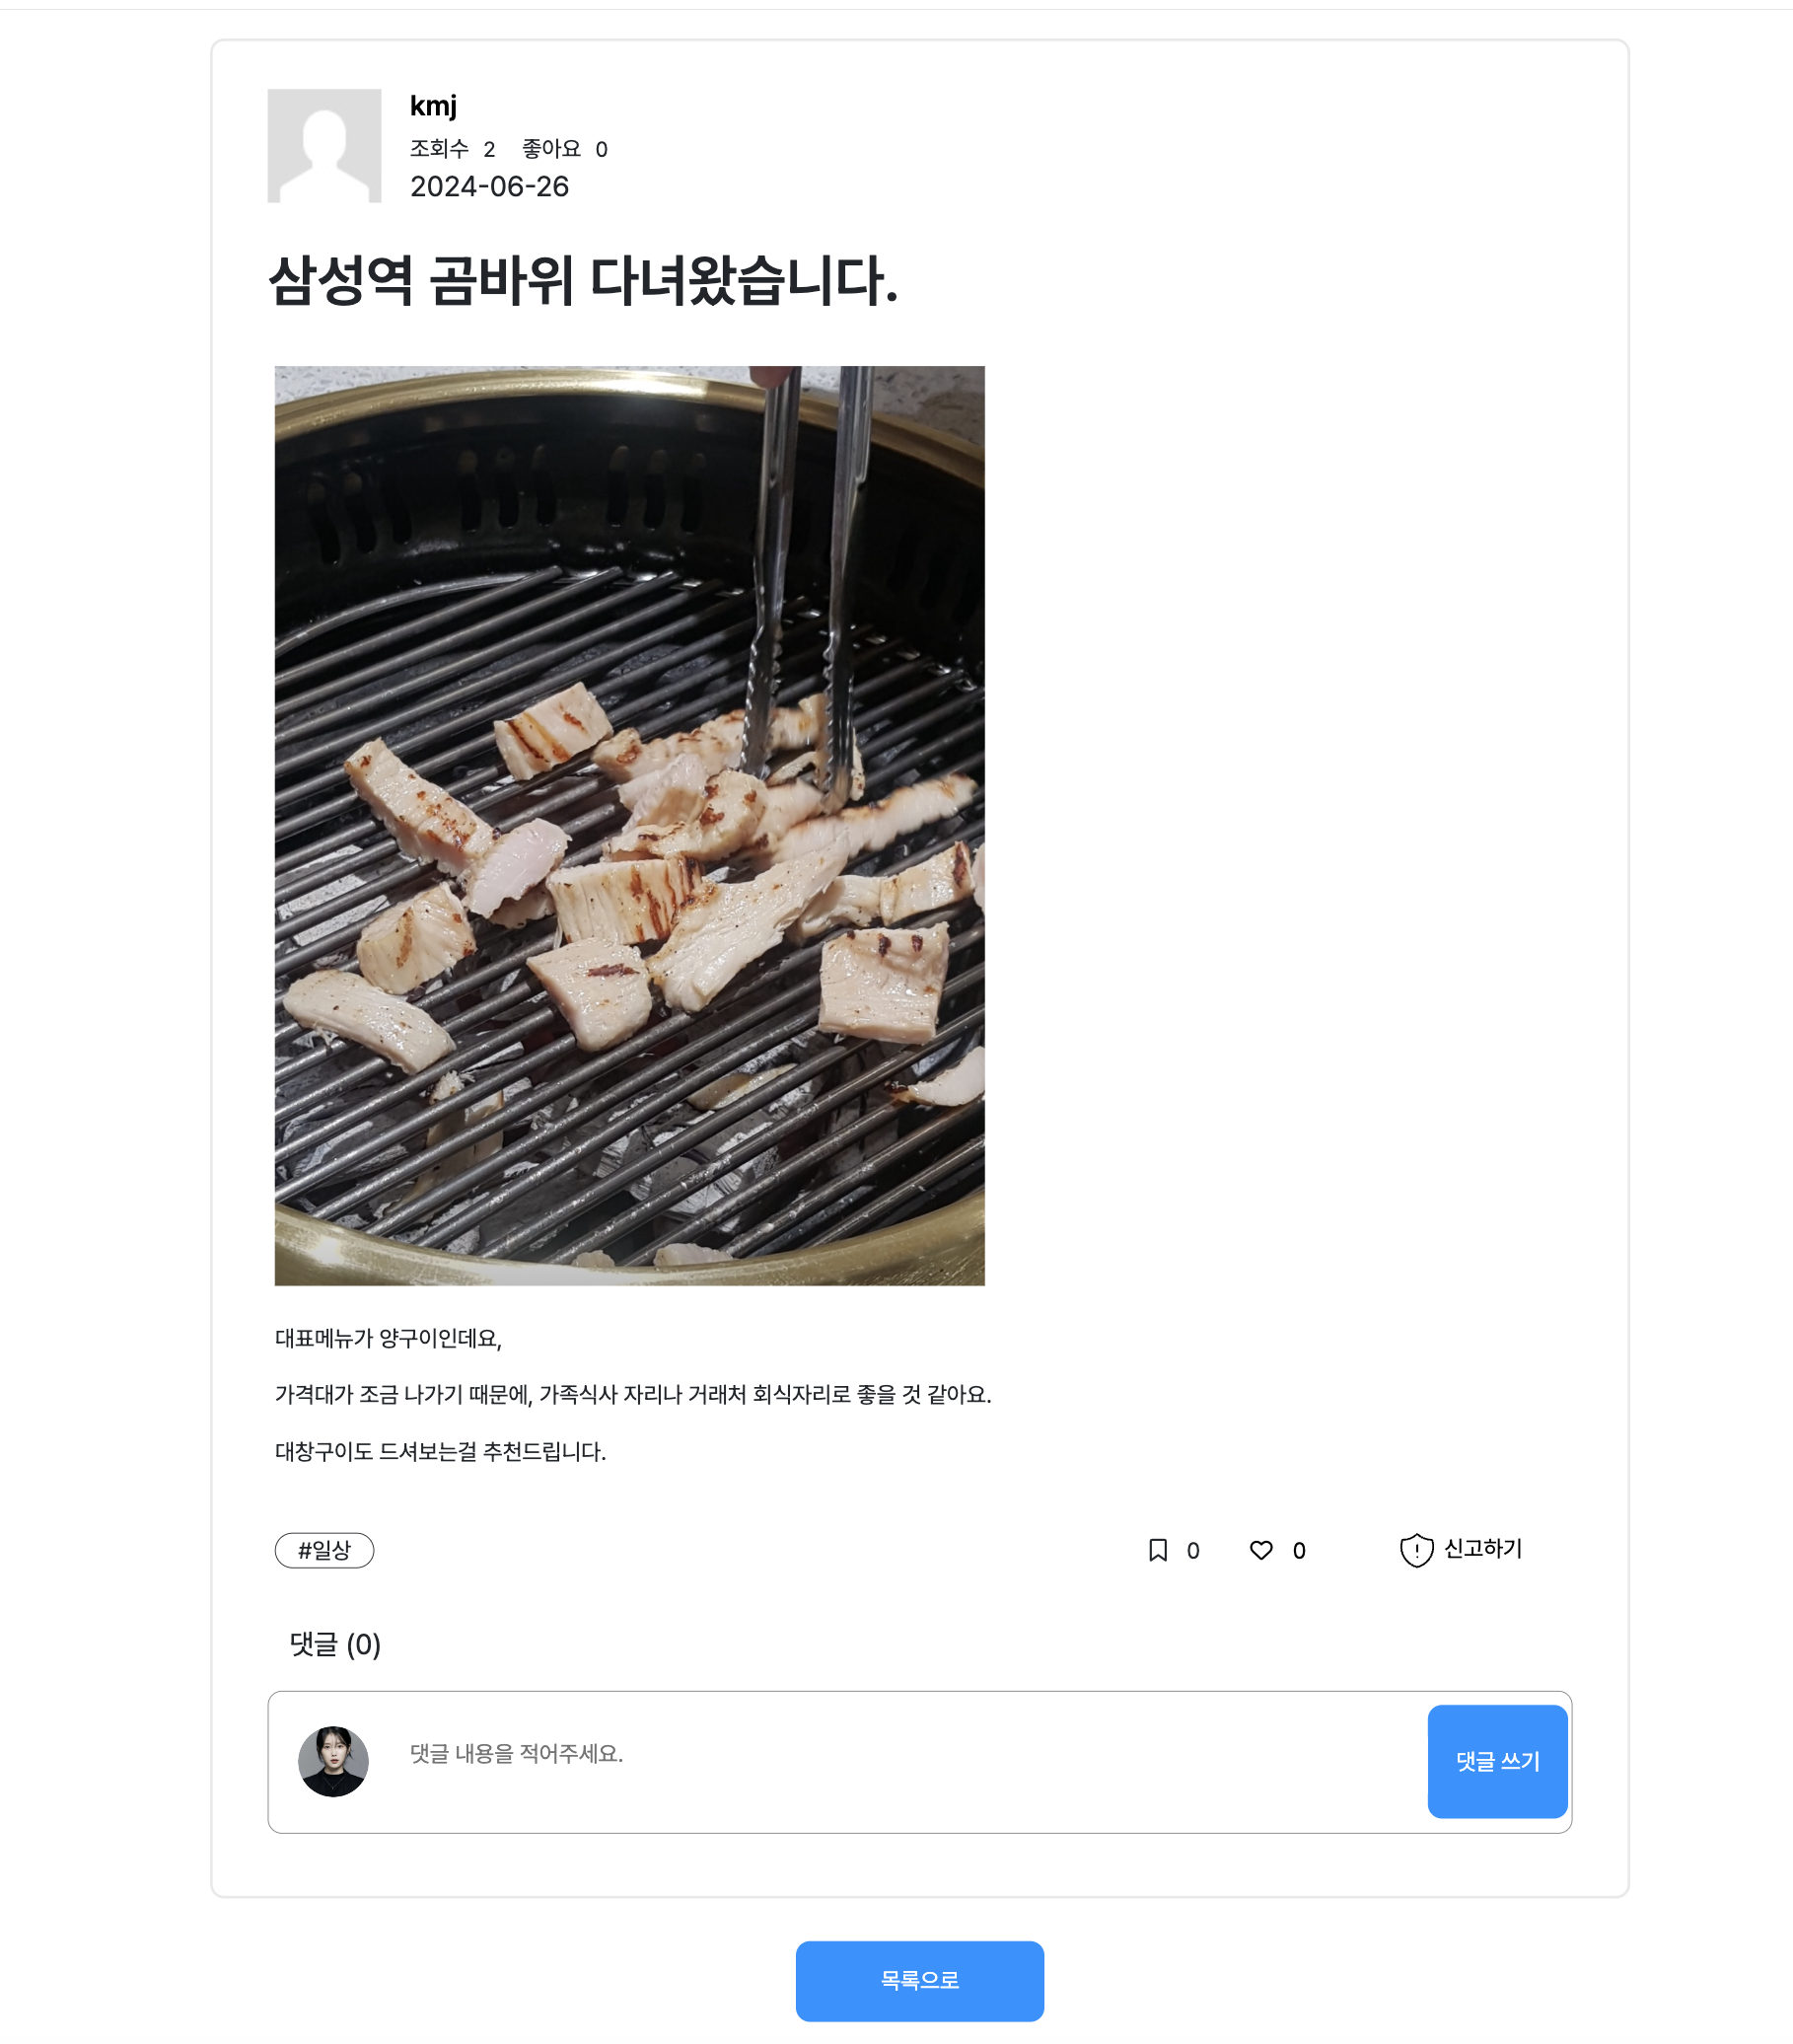 kmj
조회수 2 좋아요 0
2024-06-26
삼성역 곰바위 다녀왔습니다.
대표메뉴가 양구이인데요,
가격대가 조금 나가기 때문에, 가족식사 자리나 거래처 회식자리로 좋을 것 같아요.
대창구이도 드셔보는걸 추천드립니다.
#일상 0 0 신고하기
댓글 (0)
댓글 내용을 적어주세요. 댓글 쓰기
목록으로